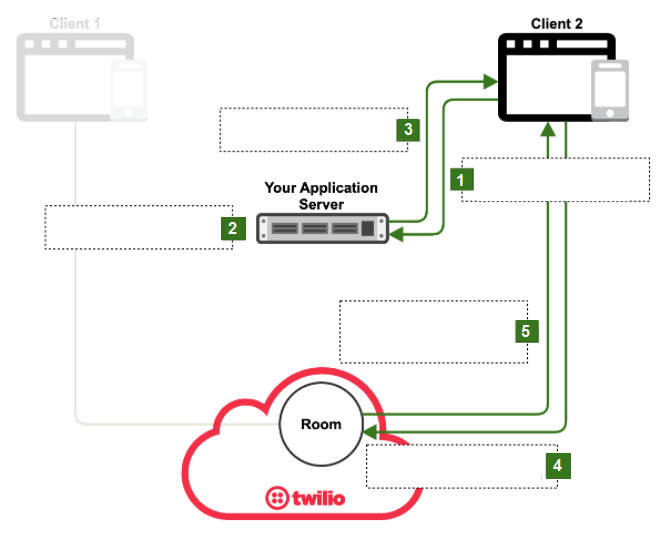 Client 1
Client 2
3
1
Your Application
Server
2
5
Room
4
twilio